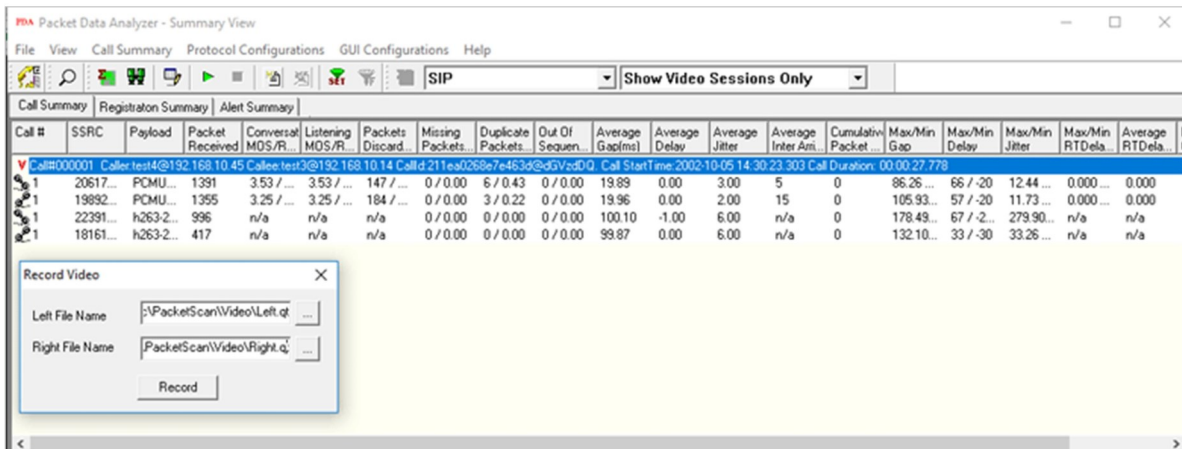 PDA Packet Data Analyzer - Summary View
File View Call Summary Protocol Configurations GUI Configurations Help
SET SIP Show Video Sessions Only
Call Summary Registraton Summary Alert Summary
Call # SSRC Payload Packet Received Conversat MOS/R... Listening MOS/R... Packets Discard... Missing Packets... Duplicate Packets... Out Of Sequen... Average Gap(ms) Average Delay Average Jitter Average Inter Arri... Cumulative Packet ... Max/Min Gap Max/Min Delay Max/Min Jitter Max/Min RTDela... Average RTDela...
V Call#000001 Caller:test4@192.168.10.45 Callee:test3@192.168.10.14 CallId:211ea0268e7e463d@dGVzdDQ. Call StartTime:2002-10-05 14:30:23.303 Call Duration: 00:00:27.778
1 20617... PCMU... 1391 3.53 / ... 3.53 / ... 147 / ... 0 / 0.00 6 / 0.43 0 / 0.00 19.89 0.00 3.00 5 0 86.26 ... 66 / -20 12.44 ... 0.000 ... 0.000
1 19892... PCMU... 1355 3.25 / ... 3.25 / ... 184 / ... 0 / 0.00 3 / 0.22 0 / 0.00 19.96 0.00 2.00 15 0 105.93... 57 / -20 11.73 ... 0.000 ... 0.000
1 22391... h263-2... 996 n/a n/a n/a 0 / 0.00 0 / 0.00 0 / 0.00 100.10 -1.00 6.00 n/a 0 178.49... 67 / -2... 279.90... n/a n/a
1 18161... h263-2... 417 n/a n/a n/a 0 / 0.00 0 / 0.00 0 / 0.00 99.87 0.00 6.00 n/a 0 132.10... 33 / -30 33.26 ... n/a n/a
Record Video
Left File Name :\PacketScan\Video\Left.qt ...
Right File Name PacketScan\Video\Right.q ...
Record